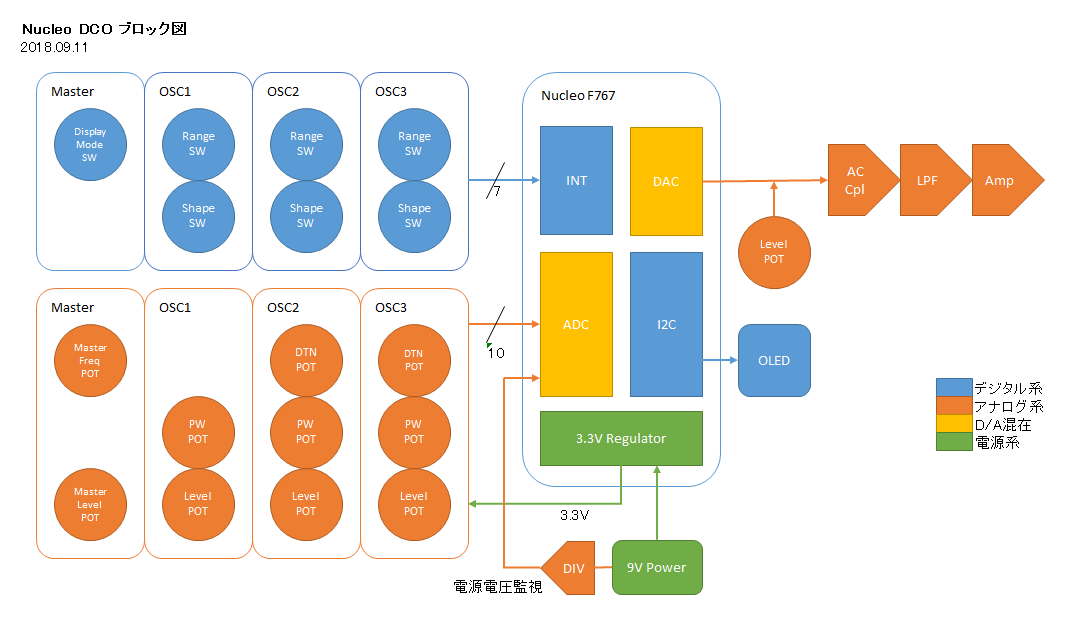 Nucleo DCO ブロック図
2018.09.11
Master
OSC1
OSC2
OSC3
Display
Mode
SW
Range
SW
Range
SW
Range
SW
Shape
SW
Shape
SW
Shape
SW
7
Nucleo F767
INT
DAC
ADC
I2C
3.3V Regulator
AC
Cpl
LPF
Amp
Level
POT
OLED
Master
OSC1
OSC2
OSC3
Master
Freq
POT
DTN
POT
DTN
POT
PW
POT
PW
POT
PW
POT
Master
Level
POT
Level
POT
Level
POT
Level
POT
10
3.3V
DIV
9V Power
電源電圧監視
デジタル系
アナログ系
D/A混在
電源系